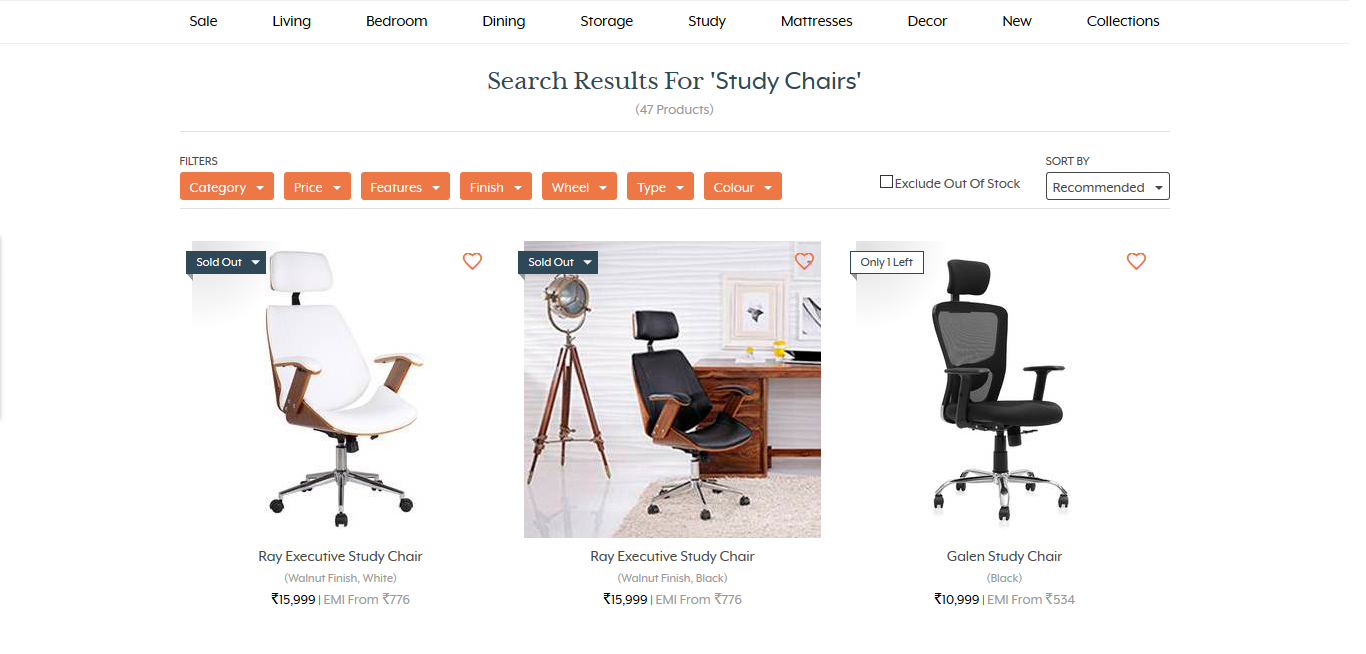 Sale Living Bedroom Dining Storage Study Mattresses Decor New Collections
Search Results For 'Study Chairs'
(47 Products)
FILTERS
SORT BY
Category Price Features Finish Wheel Type Colour
Exclude Out Of Stock
Recommended
Sold Out
Sold Out
Only 1 Left
Ray Executive Study Chair
(Walnut Finish, White)
₹15,999 | EMI From ₹776
Ray Executive Study Chair
(Walnut Finish, Black)
₹15,999 | EMI From ₹776
Galen Study Chair
(Black)
₹10,999 | EMI From ₹534